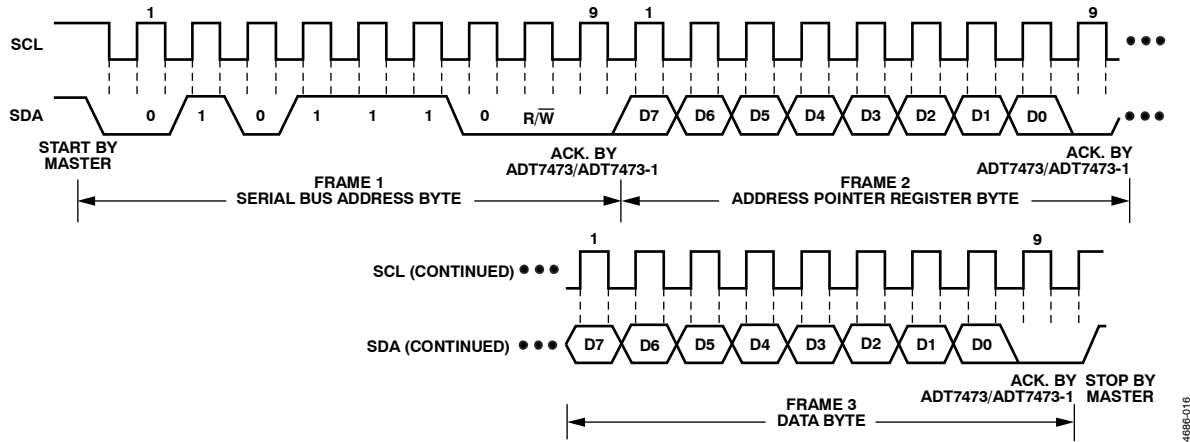 1 9 1 9
SCL
SDA 0 1 0 1 1 1 0 R/W̅ D7 D6 D5 D4 D3 D2 D1 D0
START BY
MASTER
ACK. BY
ADT7473/ADT7473-1
ACK. BY
ADT7473/ADT7473-1
FRAME 1
SERIAL BUS ADDRESS BYTE
FRAME 2
ADDRESS POINTER REGISTER BYTE
1 9
SCL (CONTINUED)
SDA (CONTINUED) D7 D6 D5 D4 D3 D2 D1 D0
ACK. BY
ADT7473/ADT7473-1
STOP BY
MASTER
FRAME 3
DATA BYTE
4686-016